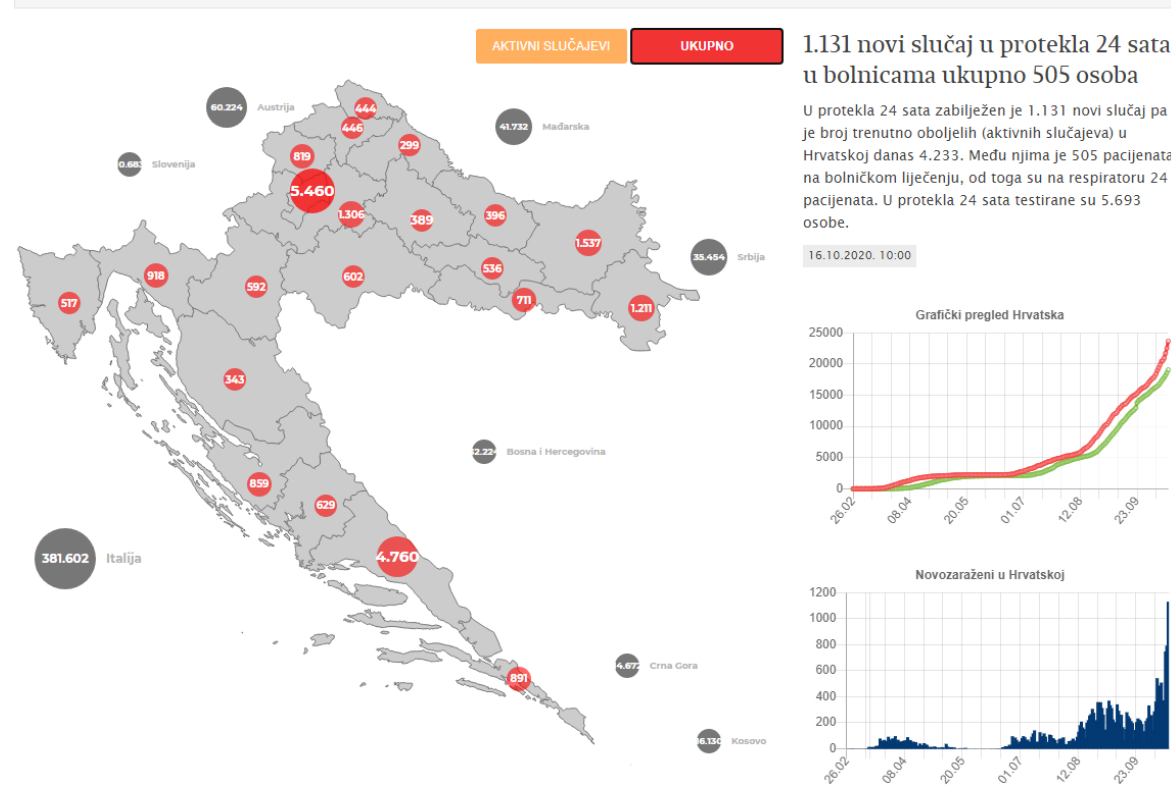 AKTIVNI SLUČAJEVI
UKUPNO
1.131 novi slučaj u protekla 24 sata
u bolnicama ukupno 505 osoba
U protekla 24 sata zabilježen je 1.131 novi slučaj pa
je broj trenutno oboljelih (aktivnih slučajeva) u
Hrvatskoj danas 4.233. Među njima je 505 pacijenata
na bolničkom liječenju, od toga su na respiratoru 24
pacijenata. U protekla 24 sata testirane su 5.693
osobe.
16.10.2020. 10:00
60.224 Austrija
41.732 Mađarska
Slovenija
35.454 Srbija
Bosna i Hercegovina
381.602 Italija
Crna Gora
Kosovo
444
446
299
819
5.460
1.306
389
396
1.537
918
592
602
536
711
1.211
517
343
859
629
4.760
891
Grafički pregled Hrvatska
25000
20000
15000
10000
5000
0
26.02 08.04 20.05 01.07 12.08 23.09
Novozaraženi u Hrvatskoj
1200
1000
800
600
400
200
0
26.02 08.04 20.05 01.07 12.08 23.09